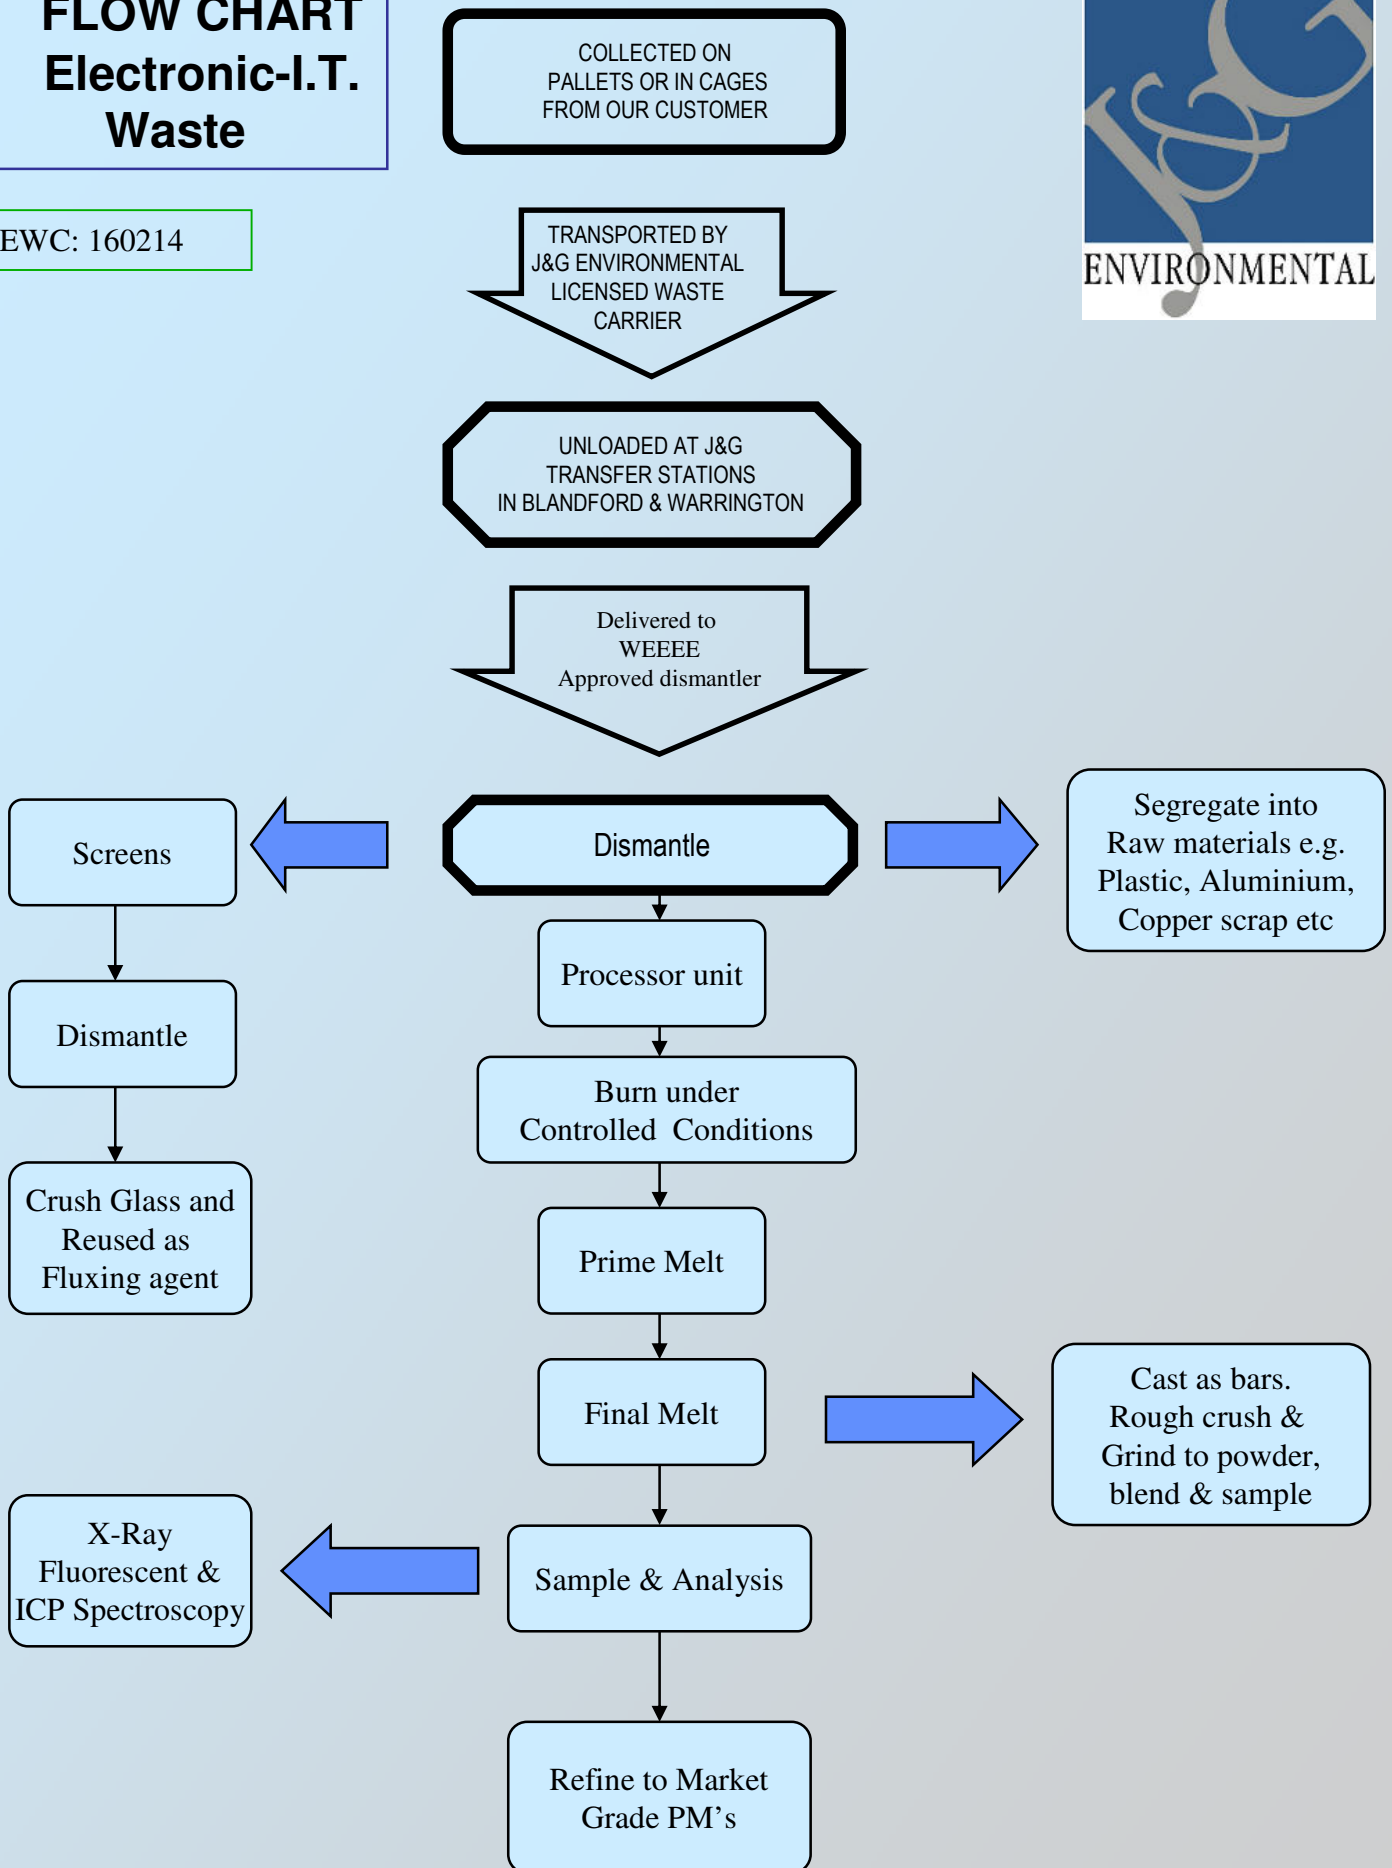 FLOW CHART
Electronic-I.T.
Waste
EWC: 160214
COLLECTED ON
PALLETS OR IN CAGES
FROM OUR CUSTOMER
J&G
ENVIRONMENTAL
TRANSPORTED BY
J&G ENVIRONMENTAL
LICENSED WASTE
CARRIER
UNLOADED AT J&G
TRANSFER STATIONS
IN BLANDFORD & WARRINGTON
Delivered to
WEEEE
Approved dismantler
Dismantle
Screens
Dismantle
Crush Glass and
Reused as
Fluxing agent
Segregate into
Raw materials e.g.
Plastic, Aluminium,
Copper scrap etc
Processor unit
Burn under
Controlled  Conditions
Prime Melt
Final Melt
Cast as bars.
Rough crush &
Grind to powder,
blend & sample
Sample & Analysis
X-Ray
Fluorescent &
ICP Spectroscopy
Refine to Market
Grade PM’s